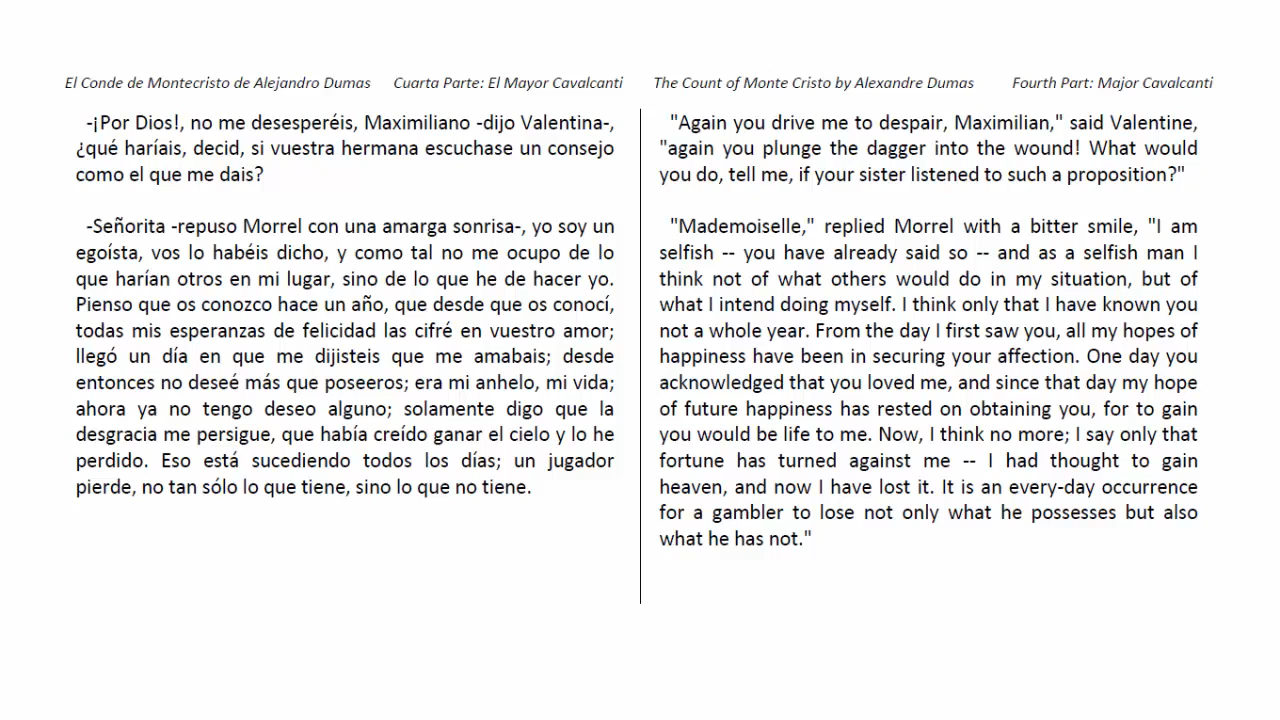 El Conde de Montecristo de Alejandro Dumas Cuarta Parte: El Mayor Cavalcanti
-¡Por Dios!, no me desesperéis, Maximiliano -dijo Valentina-,
¿qué haríais, decid, si vuestra hermana escuchase un consejo
como el que me dais?
-Señorita -repuso Morrel con una amarga sonrisa-, yo soy un
egoísta, vos lo habéis dicho, y como tal no me ocupo de lo
que harían otros en mi lugar, sino de lo que he de hacer yo.
Pienso que os conozco hace un año, que desde que os conocí,
todas mis esperanzas de felicidad las cifré en vuestro amor;
llegó un día en que me dijisteis que me amabais; desde
entonces no deseé más que poseeros; era mi anhelo, mi vida;
ahora ya no tengo deseo alguno; solamente digo que la
desgracia me persigue, que había creído ganar el cielo y lo he
perdido. Eso está sucediendo todos los días; un jugador
pierde, no tan sólo lo que tiene, sino lo que no tiene.
The Count of Monte Cristo by Alexandre Dumas Fourth Part: Major Cavalcanti
"Again you drive me to despair, Maximilian," said Valentine,
"again you plunge the dagger into the wound! What would
you do, tell me, if your sister listened to such a proposition?"
"Mademoiselle," replied Morrel with a bitter smile, "I am
selfish -- you have already said so -- and as a selfish man I
think not of what others would do in my situation, but of
what I intend doing myself. I think only that I have known you
not a whole year. From the day I first saw you, all my hopes of
happiness have been in securing your affection. One day you
acknowledged that you loved me, and since that day my hope
of future happiness has rested on obtaining you, for to gain
you would be life to me. Now, I think no more; I say only that
fortune has turned against me -- I had thought to gain
heaven, and now I have lost it. It is an every-day occurrence
for a gambler to lose not only what he possesses but also
what he has not."